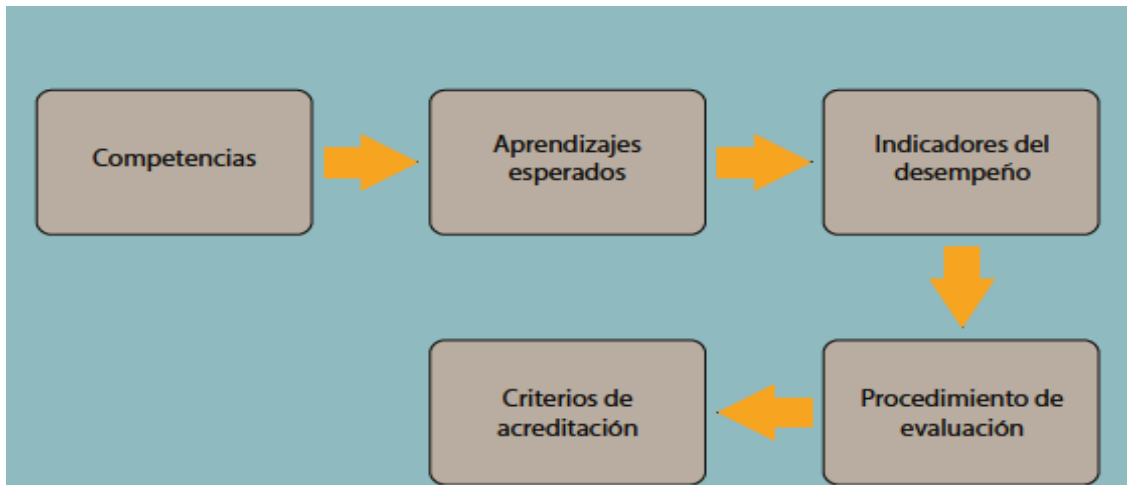 Competencias
Aprendizajes
esperados
Indicadores del
desempeño
Procedimiento de
evaluación
Criterios de
acreditación